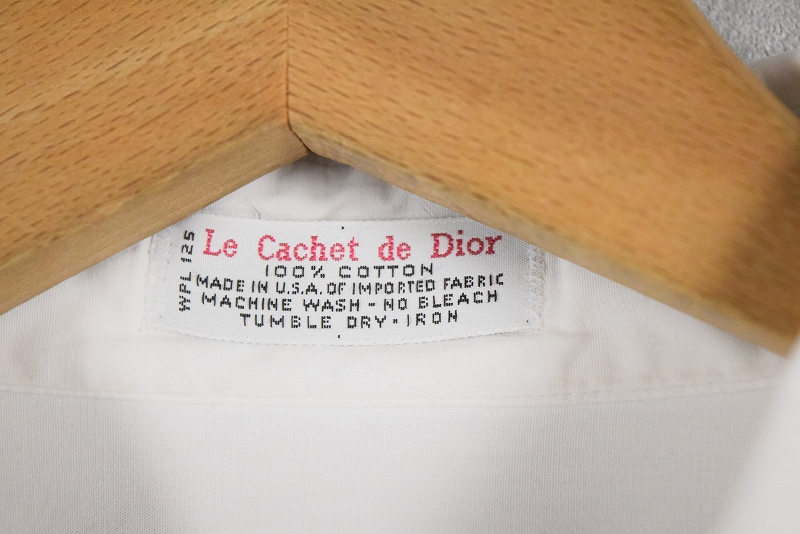 WPL 125
Le Cachet de Dior
100% COTTON
MADE IN U.S.A. OF IMPORTED FABRIC
MACHINE WASH - NO BLEACH
TUMBLE DRY - IRON